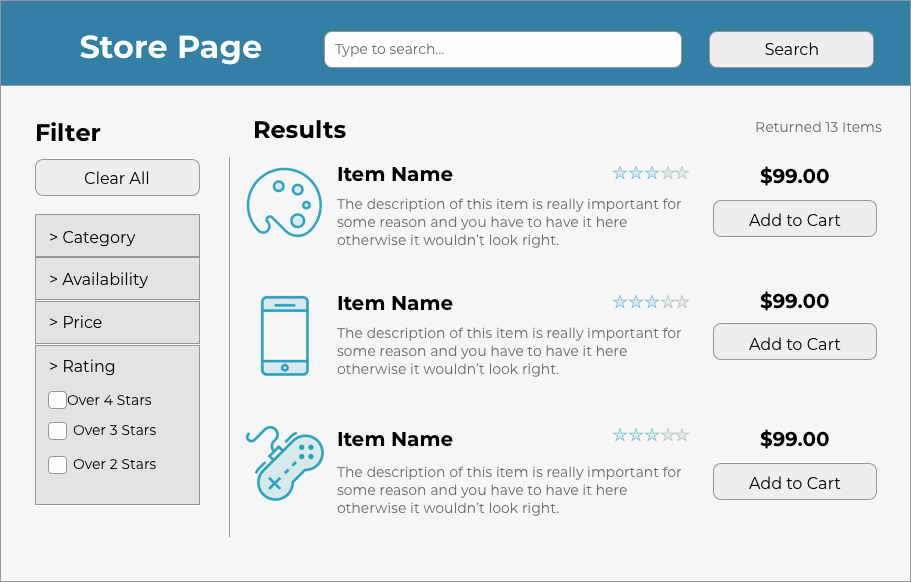 Store Page
Type to search...
Search
Filter
Clear All
> Category
> Availability
> Price
> Rating
Over 4 Stars
Over 3 Stars
Over 2 Stars
Results
Returned 13 Items
Item Name
The description of this item is really important for
some reason and you have to have it here
otherwise it wouldn't look right.
$99.00
Add to Cart
Item Name
The description of this item is really important for
some reason and you have to have it here
otherwise it wouldn't look right.
$99.00
Add to Cart
Item Name
The description of this item is really important for
some reason and you have to have it here
otherwise it wouldn't look right.
$99.00
Add to Cart